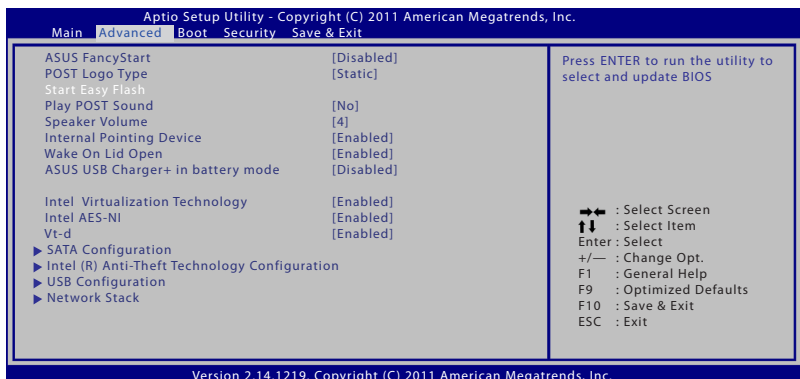 Aptio Setup Utility - Copyright (C) 2011 American Megatrends, Inc.
Main Advanced Boot Security Save & Exit
ASUS FancyStart [Disabled]
POST Logo Type [Static]
Start Easy Flash
Play POST Sound [No]
Speaker Volume [4]
Internal Pointing Device [Enabled]
Wake On Lid Open [Enabled]
ASUS USB Charger+ in battery mode [Disabled]
Intel Virtualization Technology [Enabled]
Intel AES-NI [Enabled]
Vt-d [Enabled]
SATA Configuration
Intel (R) Anti-Theft Technology Configuration
USB Configuration
Network Stack
Press ENTER to run the utility to
select and update BIOS
→← : Select Screen
↑↓ : Select Item
Enter : Select
+/— : Change Opt.
F1 : General Help
F9 : Optimized Defaults
F10 : Save & Exit
ESC : Exit
Version 2.14.1219. Copyright (C) 2011 American Megatrends, Inc.